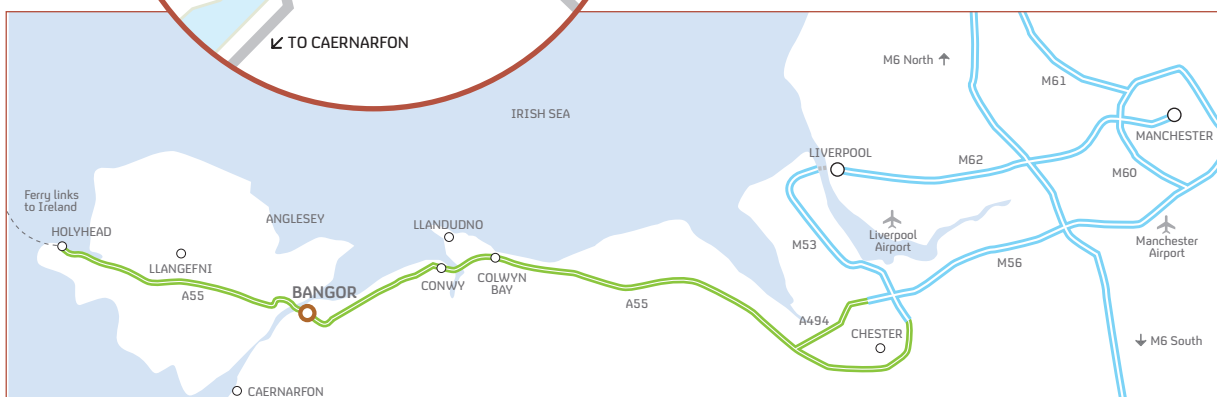 TO CAERNARFON
IRISH SEA
M6 North
M61
MANCHESTER
LIVERPOOL
M62
M60
Ferry links
to Ireland
HOLYHEAD
ANGLESEY
LLANDUDNO
LLANGEFNI
M53
Liverpool
Airport
Manchester
Airport
A55
BANGOR
CONWY
COLWYN
BAY
A55
M56
A494
CHESTER
M6 South
CAERNARFON